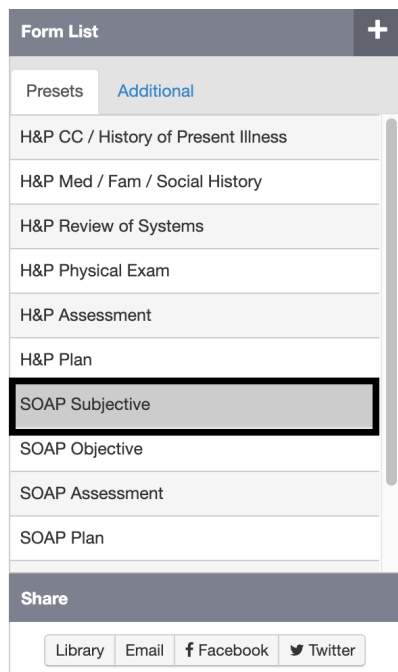 Form List +
Presets Additional
H&P CC / History of Present Illness
H&P Med / Fam / Social History
H&P Review of Systems
H&P Physical Exam
H&P Assessment
H&P Plan
SOAP Subjective
SOAP Objective
SOAP Assessment
SOAP Plan
Share
Library Email Facebook Twitter